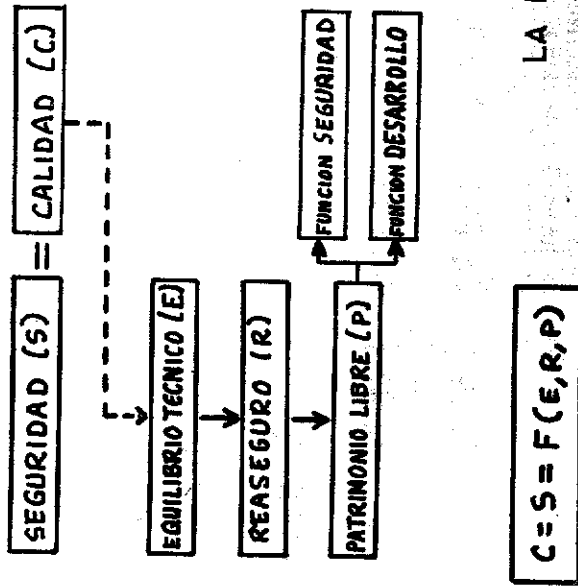 SEGURIDAD (S) = CALIDAD (C)
EQUILIBRIO TECNICO (E)
REASEGURO (R)
PATRIMONIO LIBRE (P)
FUNCION SEGURIDAD
FUNCION DESARROLLO
C = S = F (E, R, P)
LA